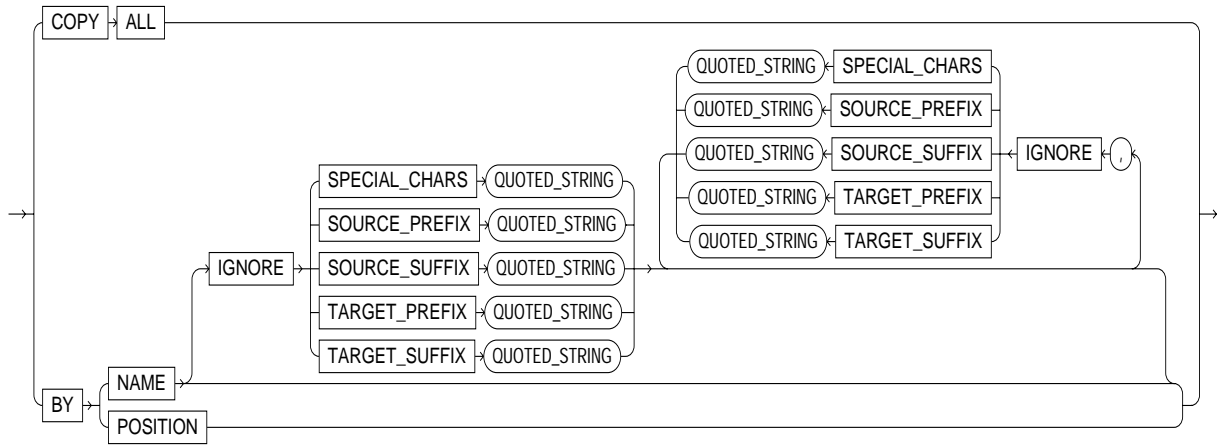 COPY ALL
QUOTED_STRING SPECIAL_CHARS
QUOTED_STRING SOURCE_PREFIX
QUOTED_STRING SOURCE_SUFFIX IGNORE ,
QUOTED_STRING TARGET_PREFIX
QUOTED_STRING TARGET_SUFFIX
SPECIAL_CHARS QUOTED_STRING
SOURCE_PREFIX QUOTED_STRING
IGNORE SOURCE_SUFFIX QUOTED_STRING
TARGET_PREFIX QUOTED_STRING
TARGET_SUFFIX QUOTED_STRING
NAME
BY
POSITION